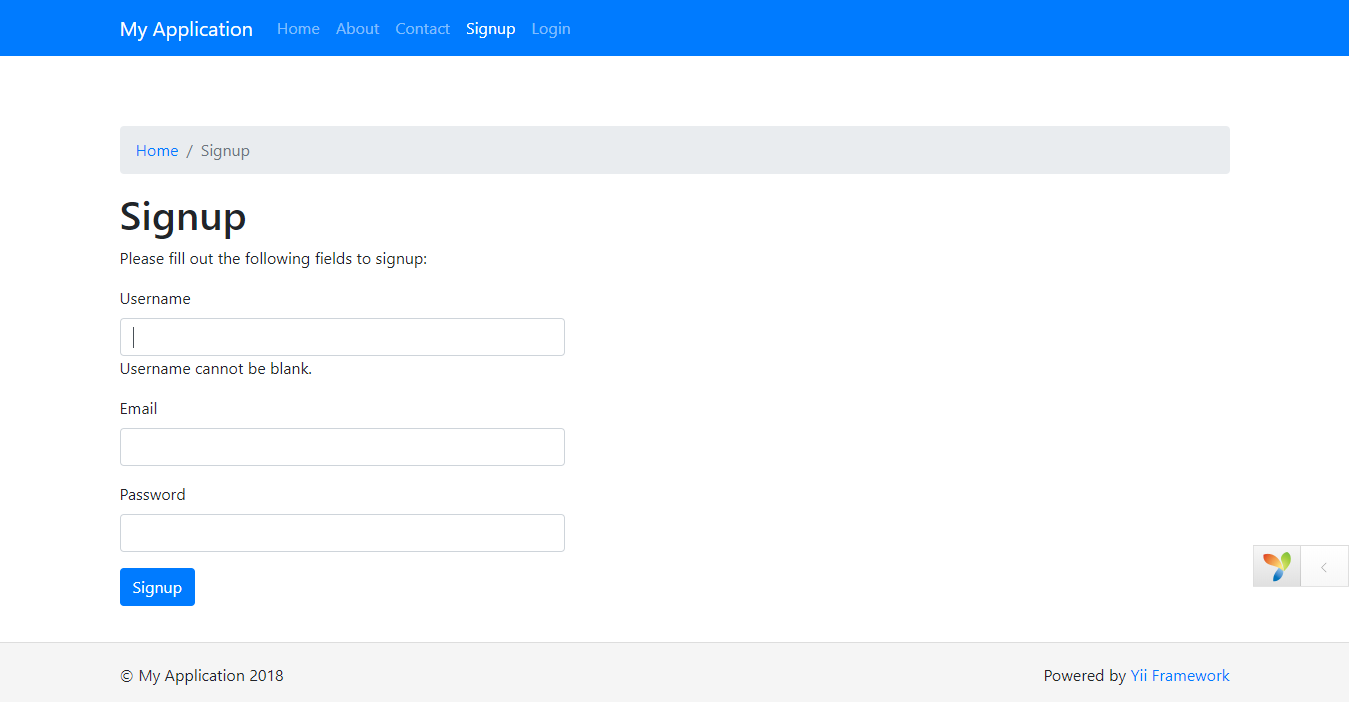 My Application Home About Contact Signup Login
Home / Signup
Signup
Please fill out the following fields to signup:
Username
Username cannot be blank.
Email
Password
Signup
© My Application 2018 Powered by Yii Framework